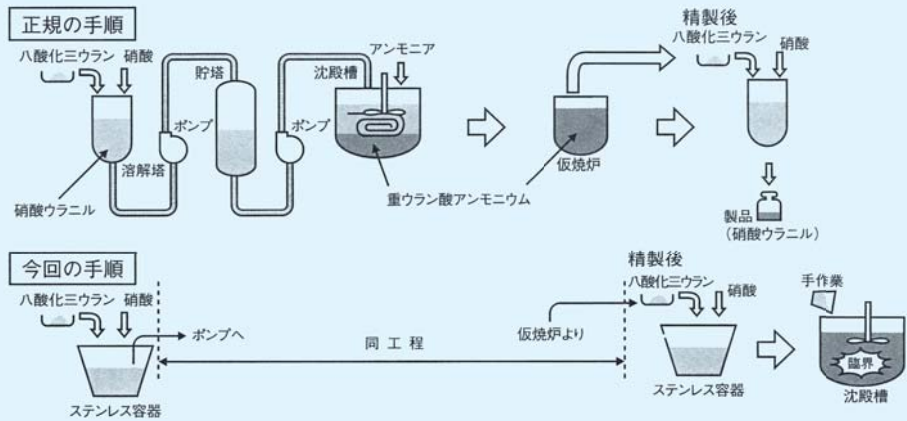 正規の手順
八酸化三ウラン 硝酸
貯塔
沈殿槽
アンモニア
ポンプ
ポンプ
溶解塔
硝酸ウラニル
重ウラン酸アンモニウム
仮焼炉
精製後
八酸化三ウラン 硝酸
製品
(硝酸ウラニル)
今回の手順
八酸化三ウラン 硝酸
ポンプへ
ステンレス容器
同工程
仮焼炉より
精製後
八酸化三ウラン
硝酸
ステンレス容器
手作業
臨界
沈殿槽